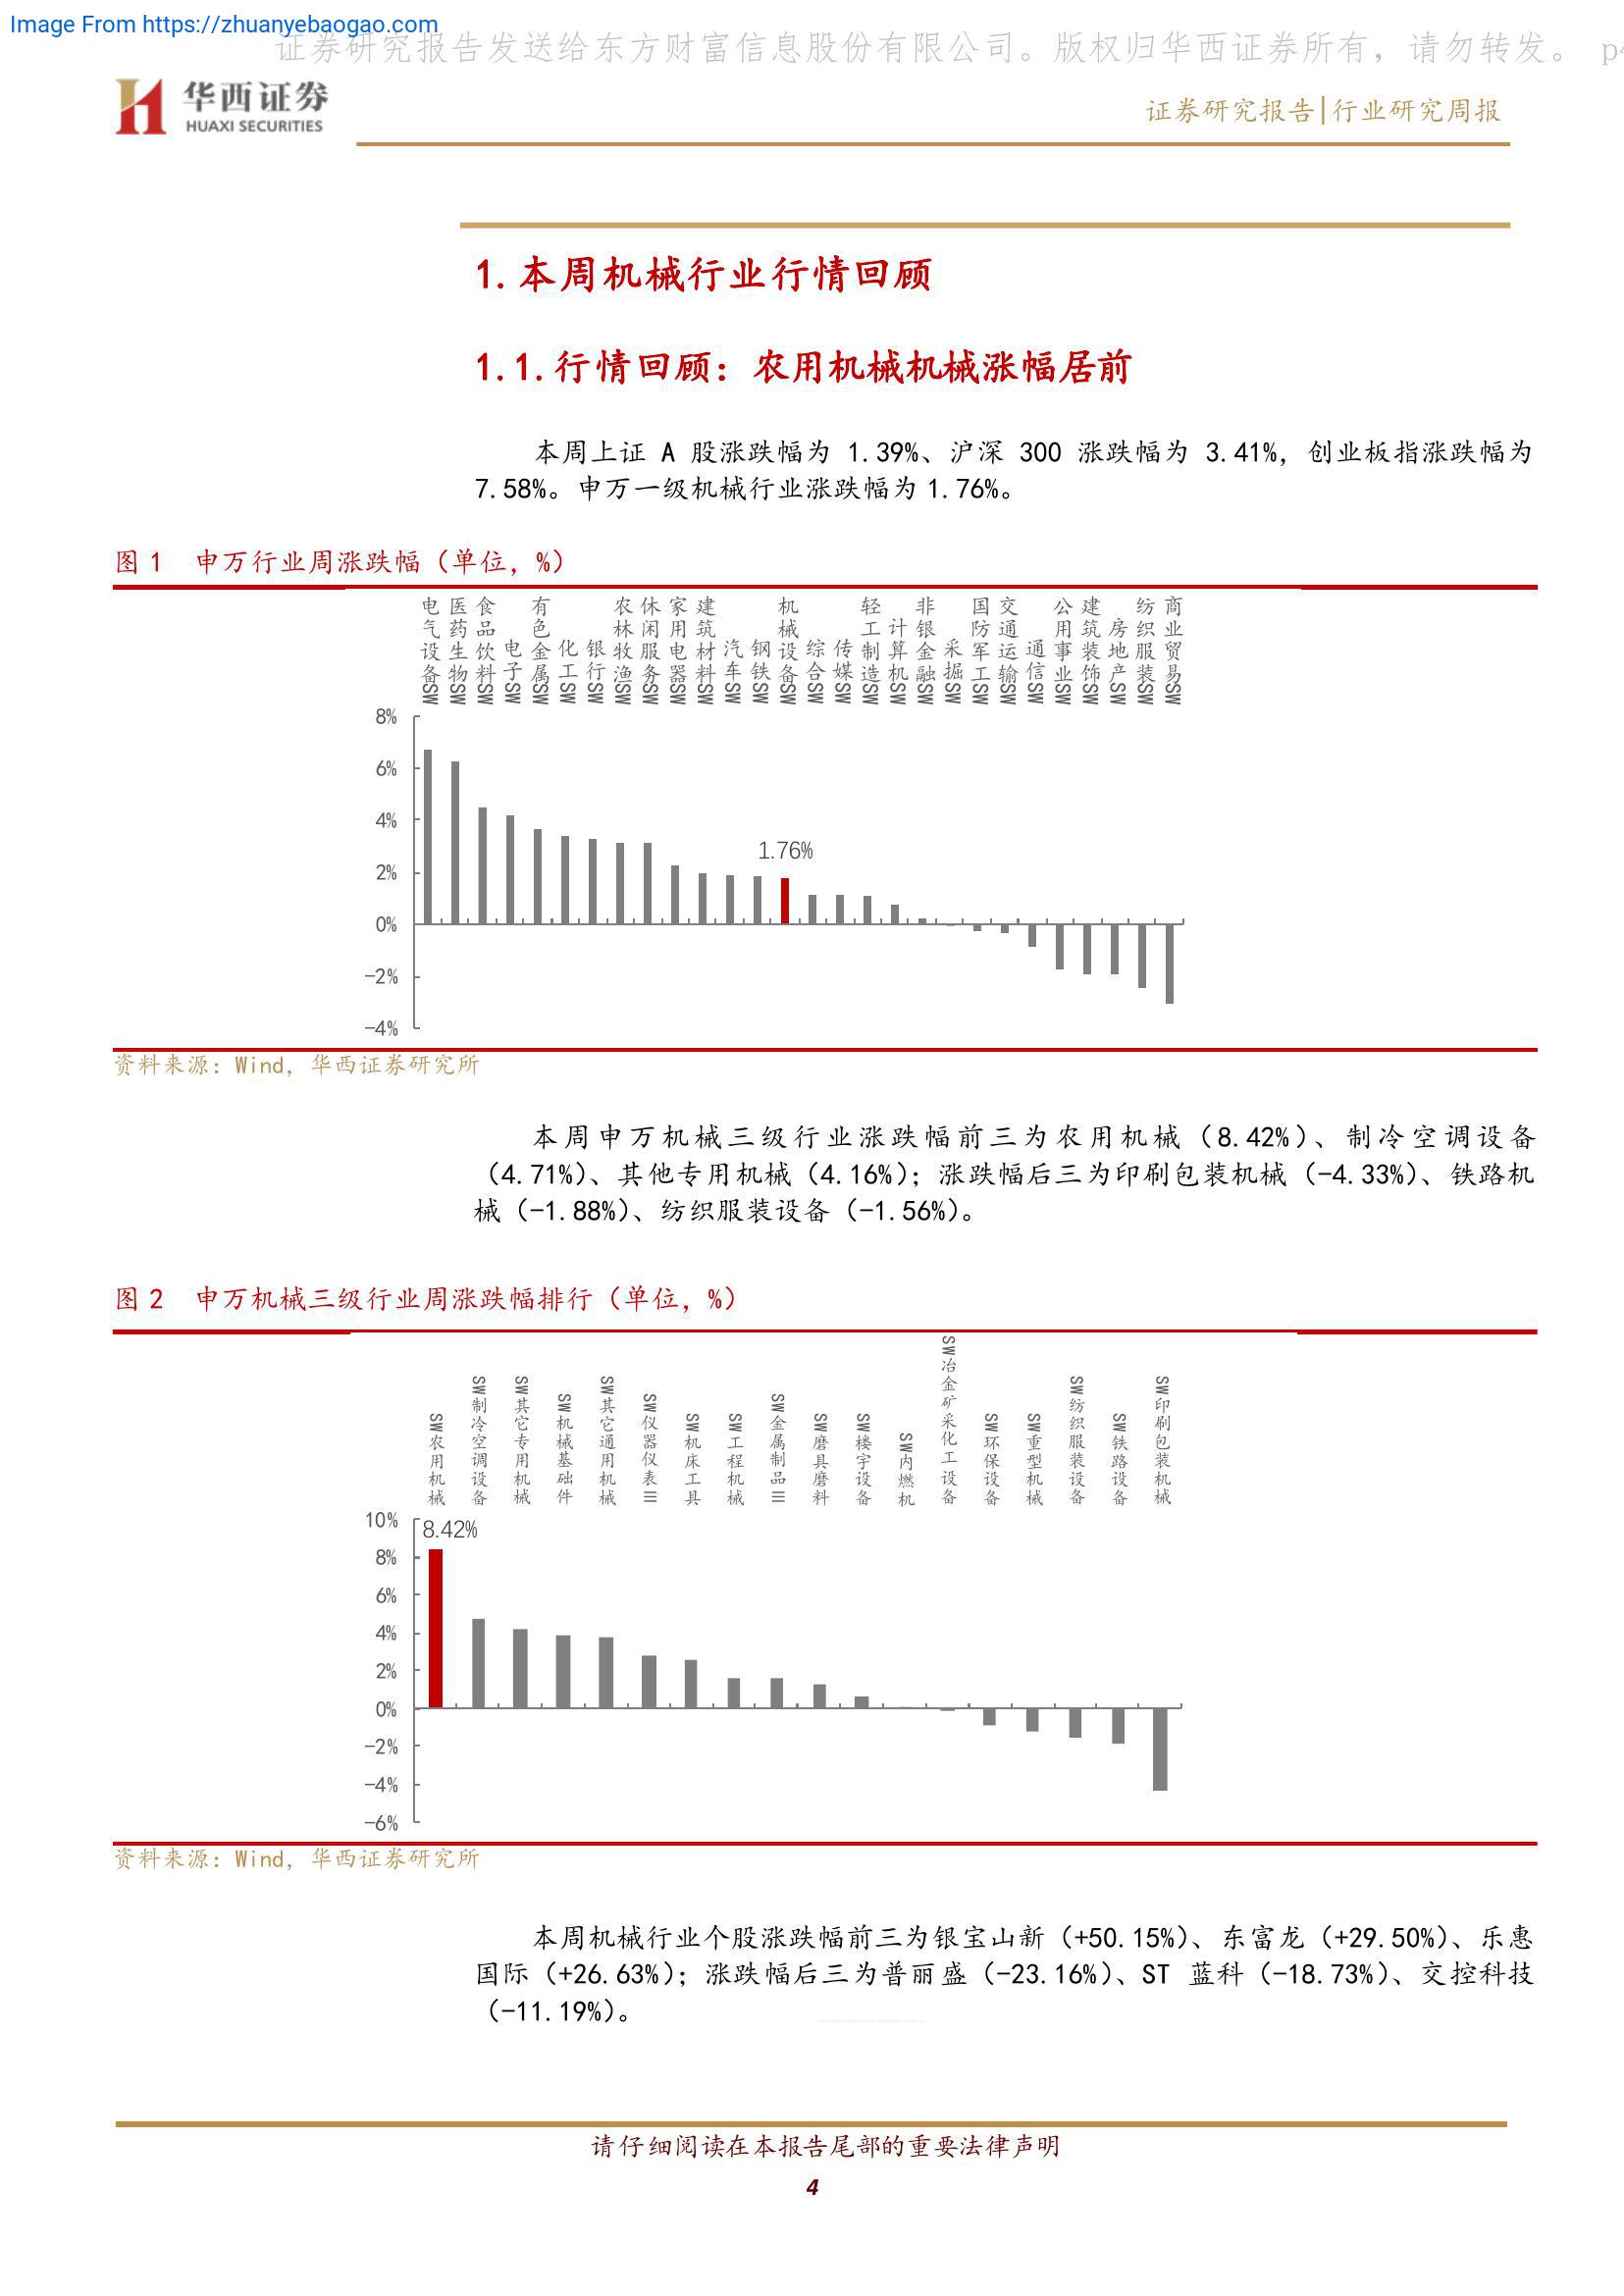 Image From https://zhuanyebaogao.com
证券研究报告发送给东方财富信息股份有限公司。版权归华西证券所有，请勿转发。 p4
华西证券
HUAXI SECURITIES
证券研究报告|行业研究周报
1.本周机械行业行情回顾
1.1.行情回顾：农用机械机械涨幅居前
本周上证 A 股涨跌幅为 1.39%、沪深 300 涨跌幅为 3.41%，创业板指涨跌幅为
7.58%。申万一级机械行业涨跌幅为 1.76%。
图 1 申万行业周涨跌幅（单位，%）
电气设备SW
医药生物SW
食品饮料SW
电子SW
有色金属SW
化工SW
银行SW
农林牧渔SW
休闲服务SW
家用电器SW
建筑材料SW
汽车SW
钢铁SW
机械设备SW
综合SW
传媒SW
轻工制造SW
计算机SW
非银金融SW
采掘SW
国防军工SW
交通运输SW
通信SW
公用事业SW
建筑装饰SW
房地产SW
纺织服装SW
商业贸易SW
8%
6%
4%
1.76%
2%
0%
-2%
-4%
资料来源：Wind，华西证券研究所
本周申万机械三级行业涨跌幅前三为农用机械（8.42%）、制冷空调设备
（4.71%）、其他专用机械（4.16%）；涨跌幅后三为印刷包装机械（-4.33%）、铁路机
械（-1.88%）、纺织服装设备（-1.56%）。
图 2 申万机械三级行业周涨跌幅排行（单位，%）
SW农用机械
SW制冷空调设备
SW其它专用机械
SW机械基础件
SW其它通用机械
SW仪器仪表Ⅲ
SW机床工具
SW工程机械
SW金属制品Ⅲ
SW磨具磨料
SW楼宇设备
SW内燃机
SW冶金矿采化工设备
SW环保设备
SW重型机械
SW纺织服装设备
SW铁路设备
SW印刷包装机械
10%
8.42%
8%
6%
4%
2%
0%
-2%
-4%
-6%
资料来源：Wind，华西证券研究所
本周机械行业个股涨跌幅前三为银宝山新（+50.15%）、东富龙（+29.50%）、乐惠
国际（+26.63%）；涨跌幅后三为普丽盛（-23.16%）、ST 蓝科（-18.73%）、交控科技
（-11.19%）。
请仔细阅读在本报告尾部的重要法律声明
4